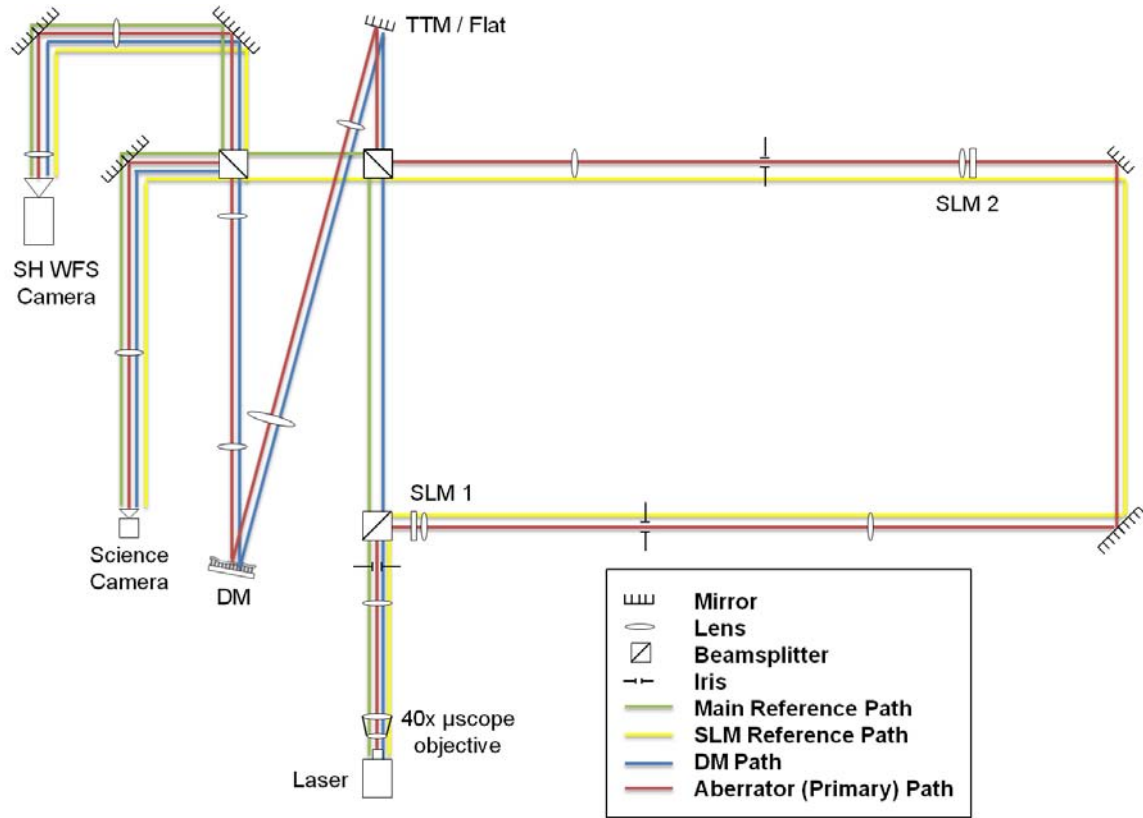 TTM / Flat
SLM 2
SH WFS
Camera
SLM 1
Science
Camera
DM
40x µscope
objective
Laser
Mirror
Lens
Beamsplitter
Iris
Main Reference Path
SLM Reference Path
DM Path
Aberrator (Primary) Path